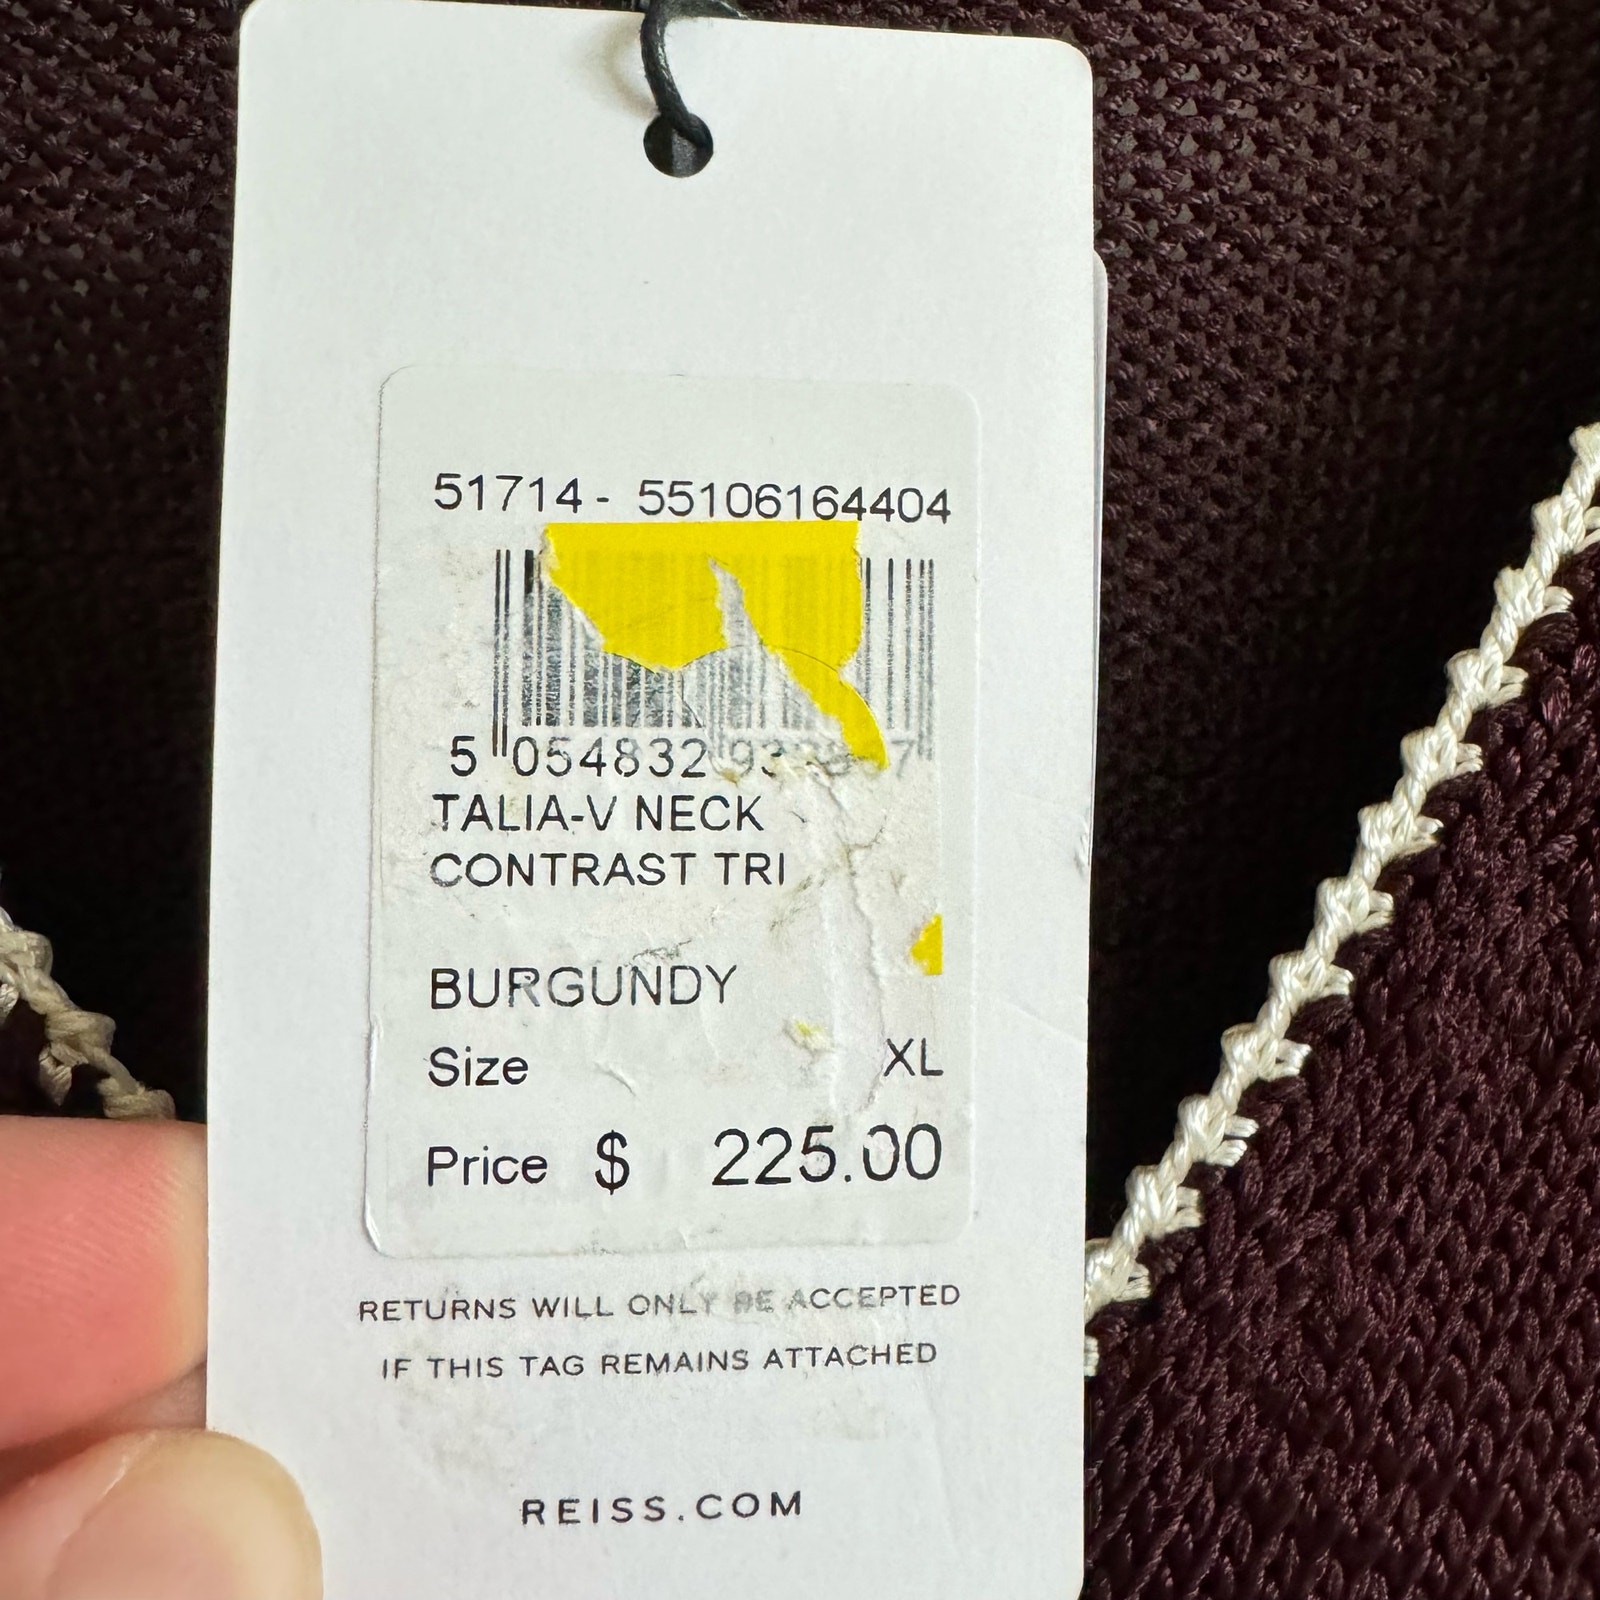 51714 - 55106164404
5 054832
TALIA-V NECK
CONTRAST TRI
BURGUNDY
Size XL
Price $ 225.00
RETURNS WILL ONLY BE ACCEPTED
IF THIS TAG REMAINS ATTACHED
REISS.COM